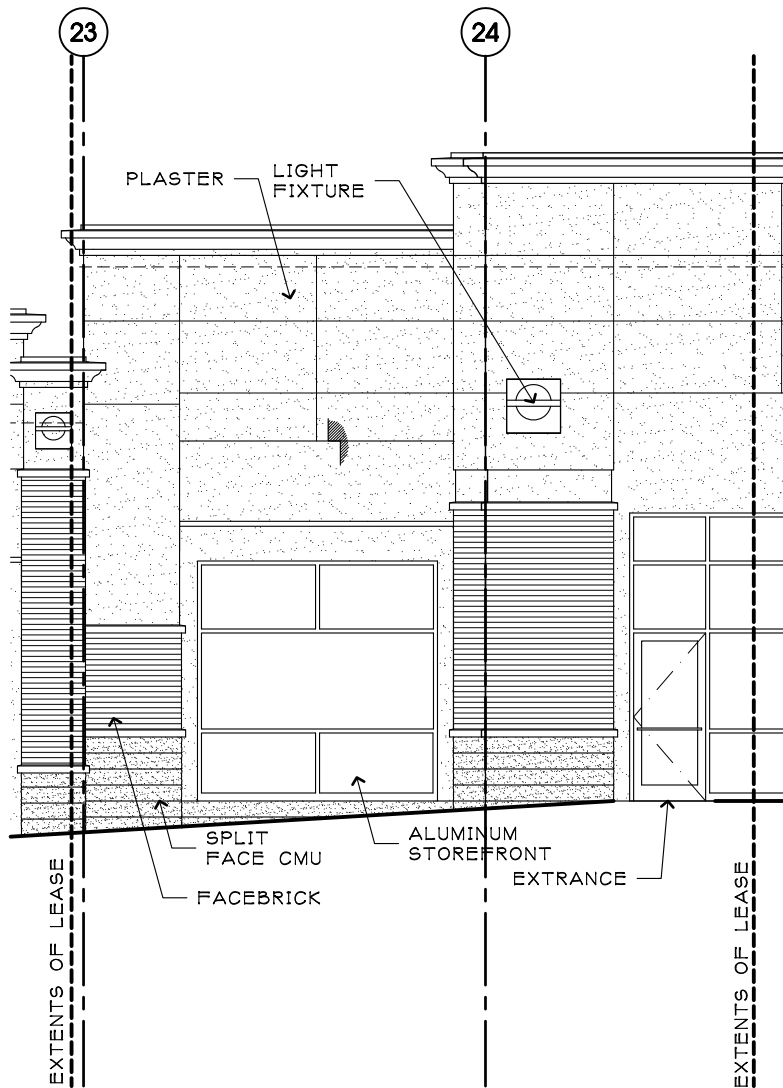 23
24
PLASTER
LIGHT
FIXTURE
SPLIT
FACE CMU
ALUMINUM
STOREFRONT
EXTRANCE
FACEBRICK
EXTENTS OF LEASE
EXTENTS OF LEASE